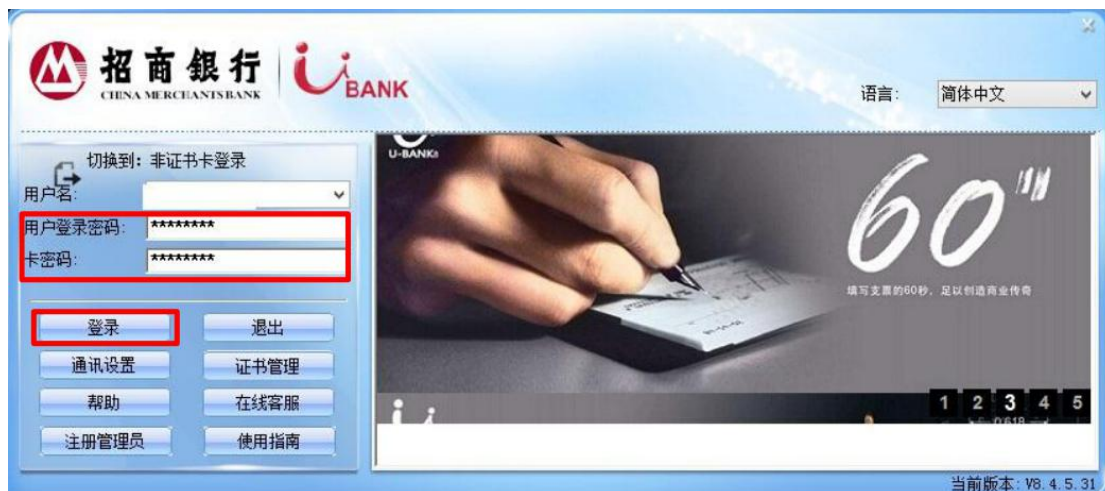 招商銀行
CHINA MERCHANTS BANK
U BANK
语言: 简体中文
切换到: 非证书卡登录
用户名:
用户登录密码: ********
卡密码: ********
登录 退出
通讯设置 证书管理
帮助 在线客服
注册管理员 使用指南
U-BANK8
60"
填写支票的60秒，足以创造商业传奇
1 2 3 4 5
0.618
当前版本: V8.4.5.31